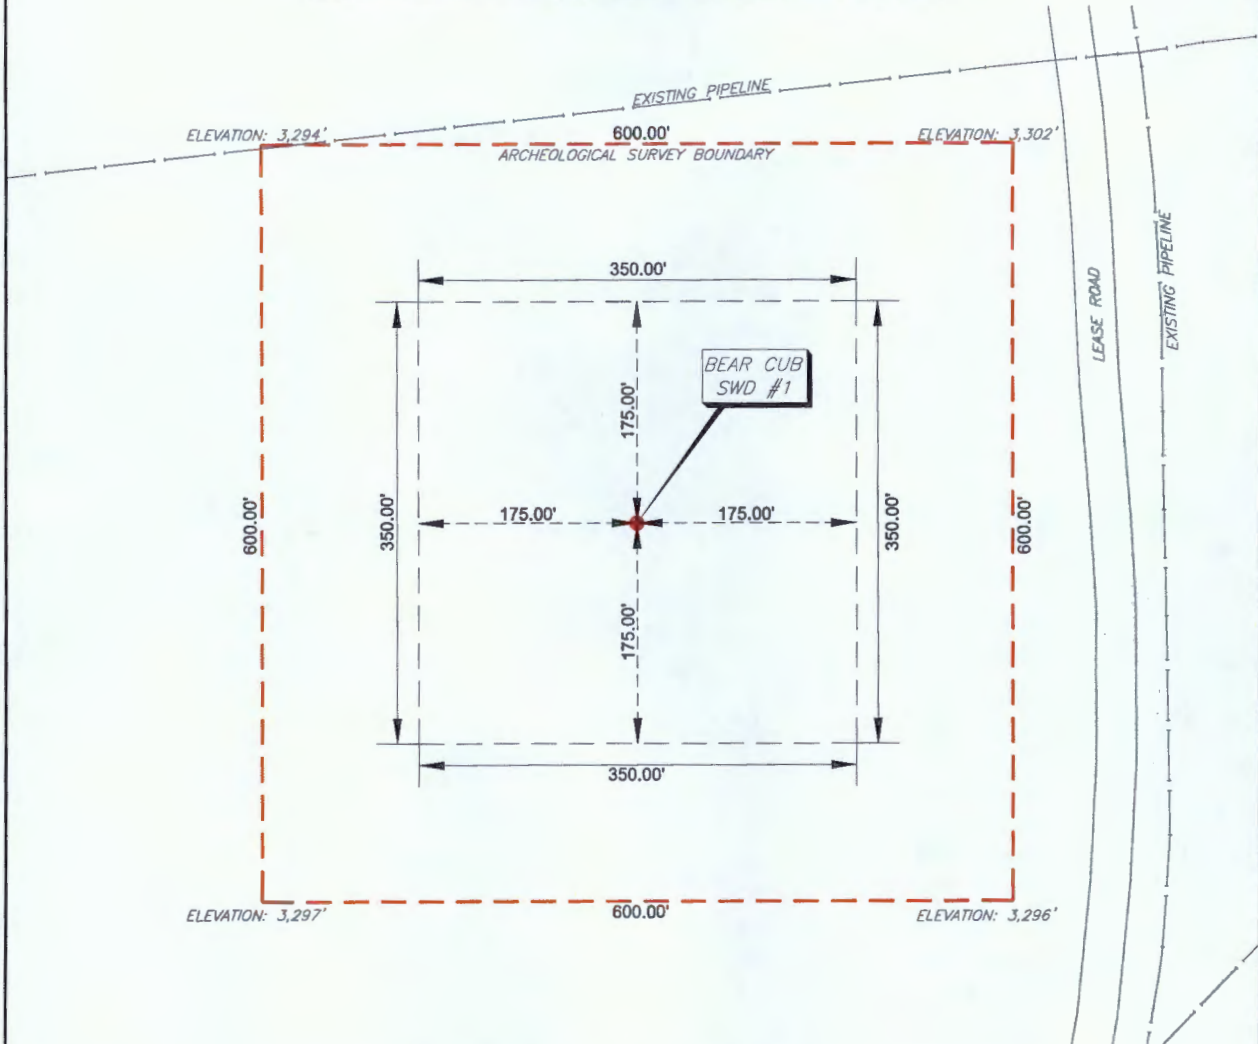 EXISTING PIPELINE
ELEVATION: 3,294'
600.00'
ELEVATION: 3,302'
ARCHEOLOGICAL SURVEY BOUNDARY
350.00'
LEASE ROAD
EXISTING PIPELINE
BEAR CUB
SWD #1
175.00'
600.00'
350.00'
175.00'
175.00'
350.00'
600.00'
175.00'
350.00'
ELEVATION: 3,297'
600.00'
ELEVATION: 3,296'